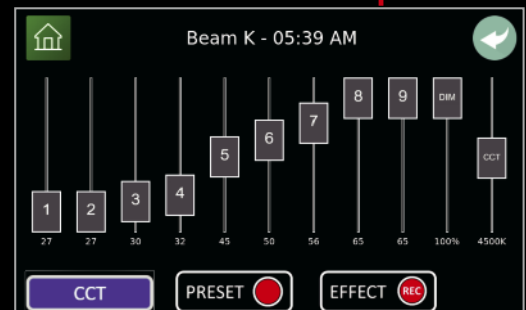 Beam K - 05:39 AM
1 2 3 4 5 6 7 8 9 DIM CCT
27 27 30 32 45 50 56 65 65 100% 4500K
CCT PRESET EFFECT REC